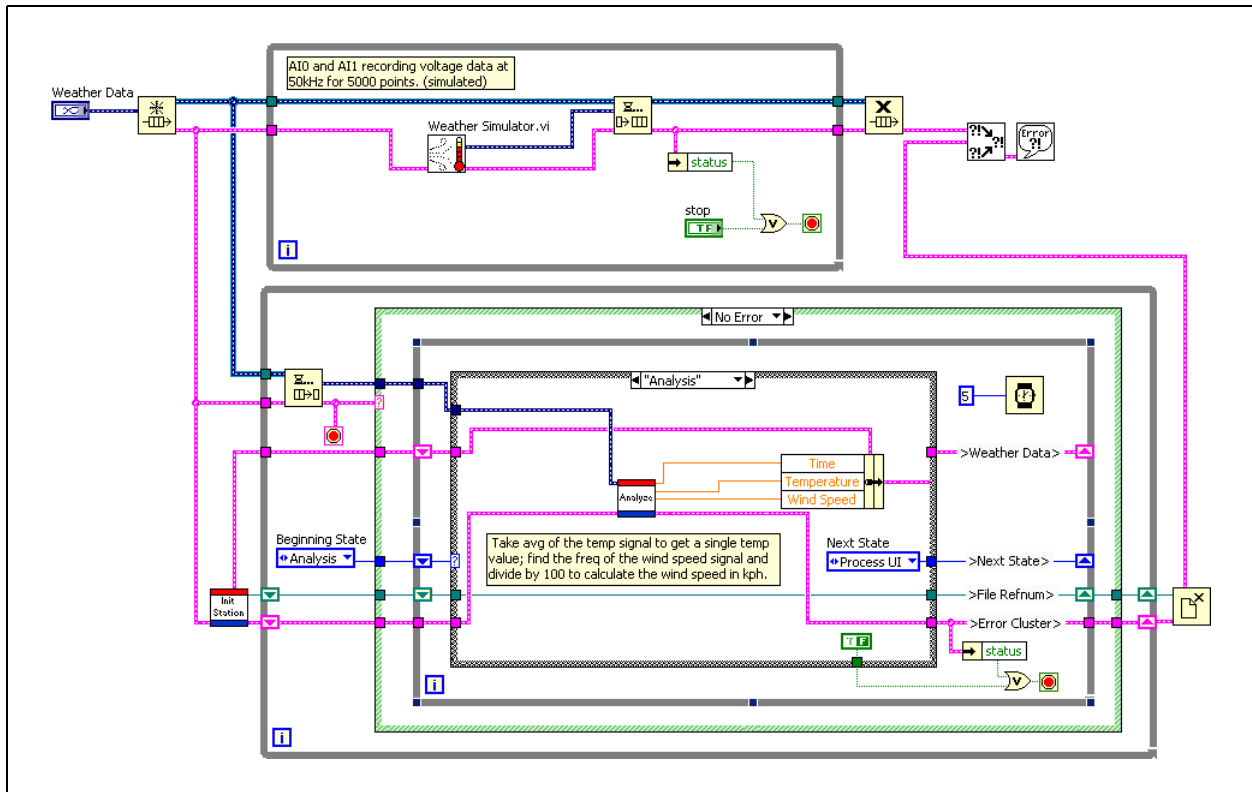 AI0 and AI1 recording voltage data at
50kHz for 5000 points. (simulated)
Weather Data
Weather Simulator.vi
status
stop
TF
V
i
?!
?!
?!
Error
?!
No Error
"Analysis"
5
?
Time
Temperature
Wind Speed
Analyze
>Weather Data>
Beginning State
Analysis
Take avg of the temp signal to get a single temp
value; find the freq of the wind speed signal and
divide by 100 to calculate the wind speed in kph.
Next State
Process UI
?
>Next State>
Init
Station
>File Refnum>
>Error Cluster>
F
status
V
i
i